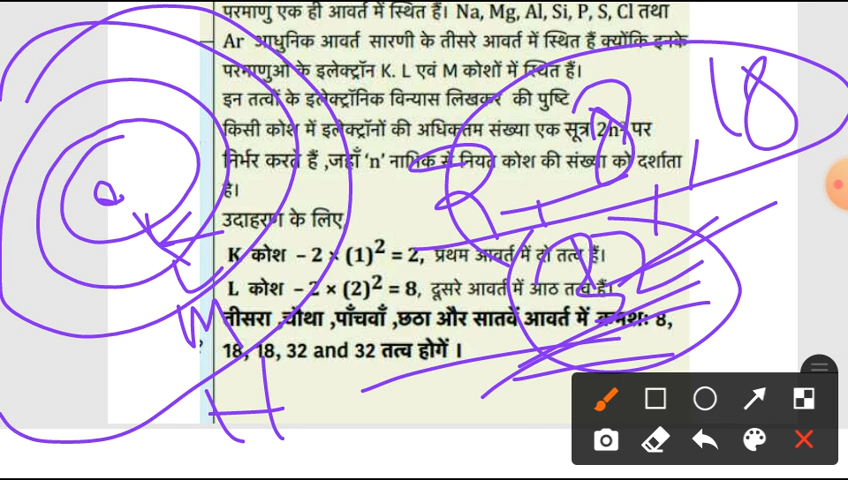 परमाणु एक ही आवर्त में स्थित हैं। Na, Mg, Al, Si, P, S, Cl तथा
Ar आधुनिक आवर्त सारणी के तीसरे आवर्त में स्थित हैं क्योंकि इनके
परमाणुओं के इलेक्ट्रॉन K. L एवं M कोशों में स्थित हैं।
इन तत्वों के इलेक्ट्रॉनिक विन्यास लिखकर की पुष्टि
किसी कोश में इलेक्ट्रॉनों की अधिकतम संख्या एक सूत्र 2n² पर
निर्भर करते हैं ,जहाँ ‘n’ नाभिक से नियत कोश की संख्या को दर्शाता
है।
उदाहरण के लिए
K कोश – 2 × (1)² = 2, प्रथम आवर्त में दो तत्व हैं।
L कोश – 2 × (2)² = 8, दूसरे आवर्त में आठ तत्व हैं।
तीसरा ,चौथा ,पाँचवाँ ,छठा और सातवें आवर्त में क्रमशः 8,
18, 18, 32 and 32 तत्व होगें ।
2 8 18
32
K
L
M